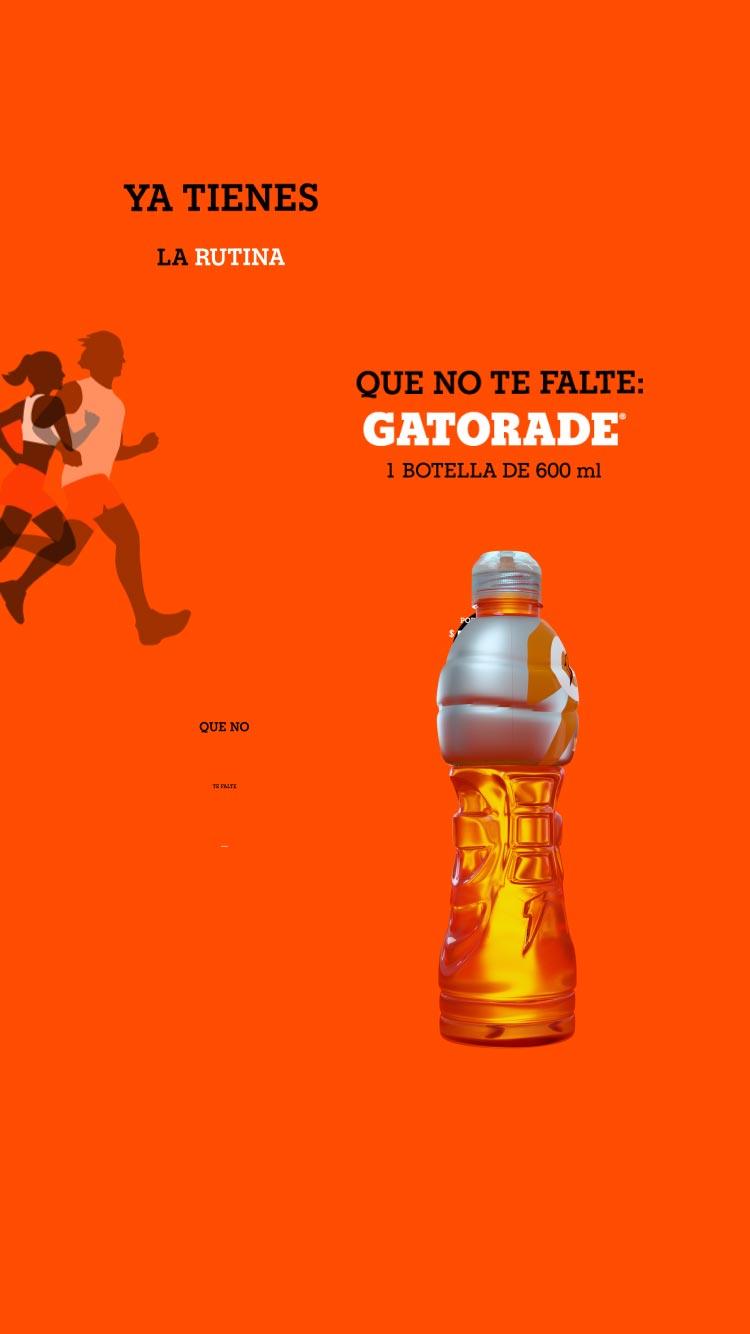 YA TIENES
LA RUTINA
QUE NO TE FALTE:
GATORADE®
1 BOTELLA DE 600 ml
QUE NO
TE FALTE